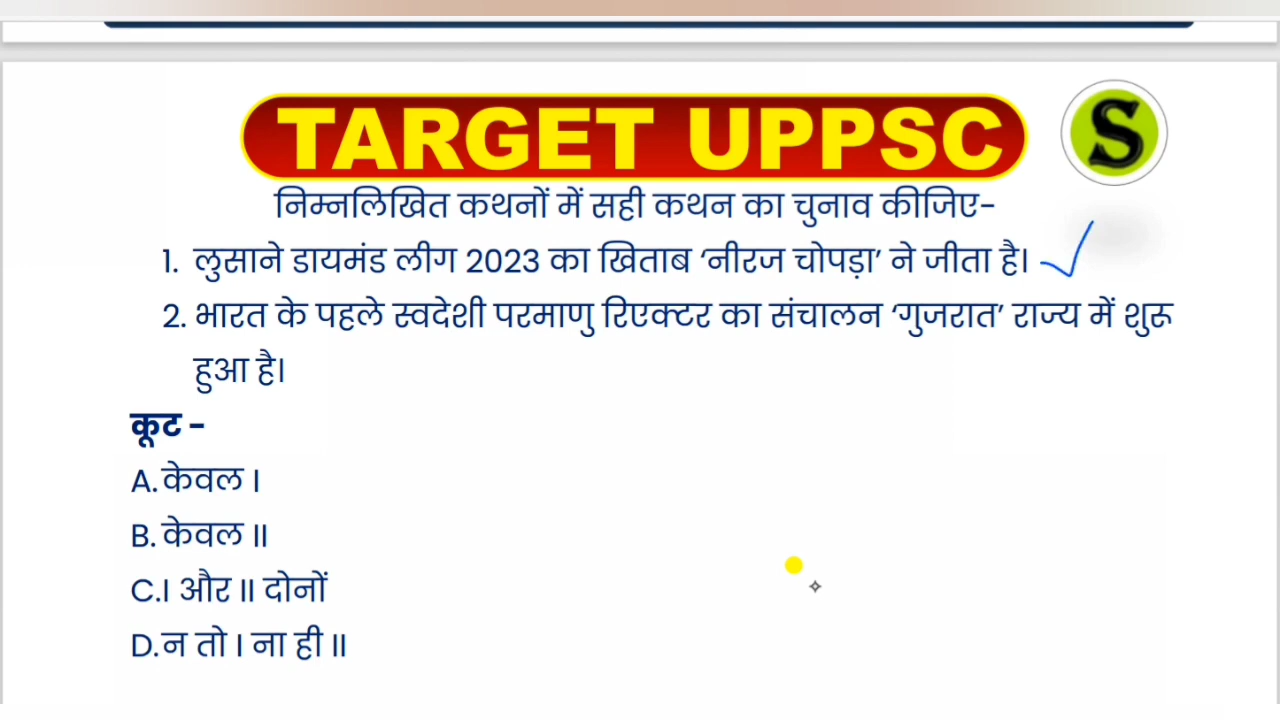 TARGET UPPSC
S
निम्नलिखित कथनों में सही कथन का चुनाव कीजिए-
1. लुसाने डायमंड लीग 2023 का खिताब ‘नीरज चोपड़ा’ ने जीता है।
2. भारत के पहले स्वदेशी परमाणु रिएक्टर का संचालन ‘गुजरात’ राज्य में शुरू
हुआ है।
कूट -
A. केवल I
B. केवल II
C.I और II दोनों
D. न तो I ना ही II